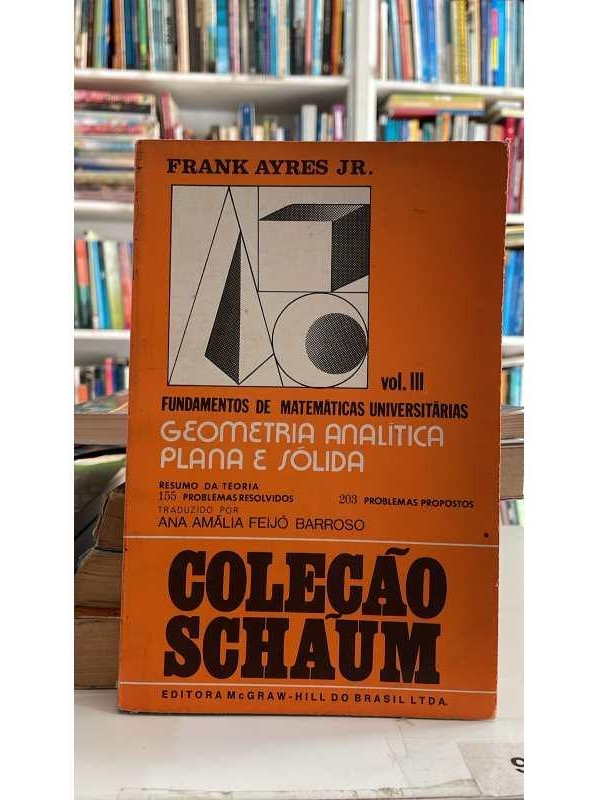 FRANK AYRES JR.
vol. III
FUNDAMENTOS DE MATEMÁTICAS UNIVERSITÁRIAS
GEOMETRIA ANALÍTICA
PLANA E SÓLIDA
RESUMO DA TEORIA
155 PROBLEMAS RESOLVIDOS 203 PROBLEMAS PROPOSTOS
TRADUZIDO POR
ANA AMÁLIA FEIJÓ BARROSO
COLEÇÃO
SCHAUM
EDITORA McGRAW-HILL DO BRASIL LTDA.